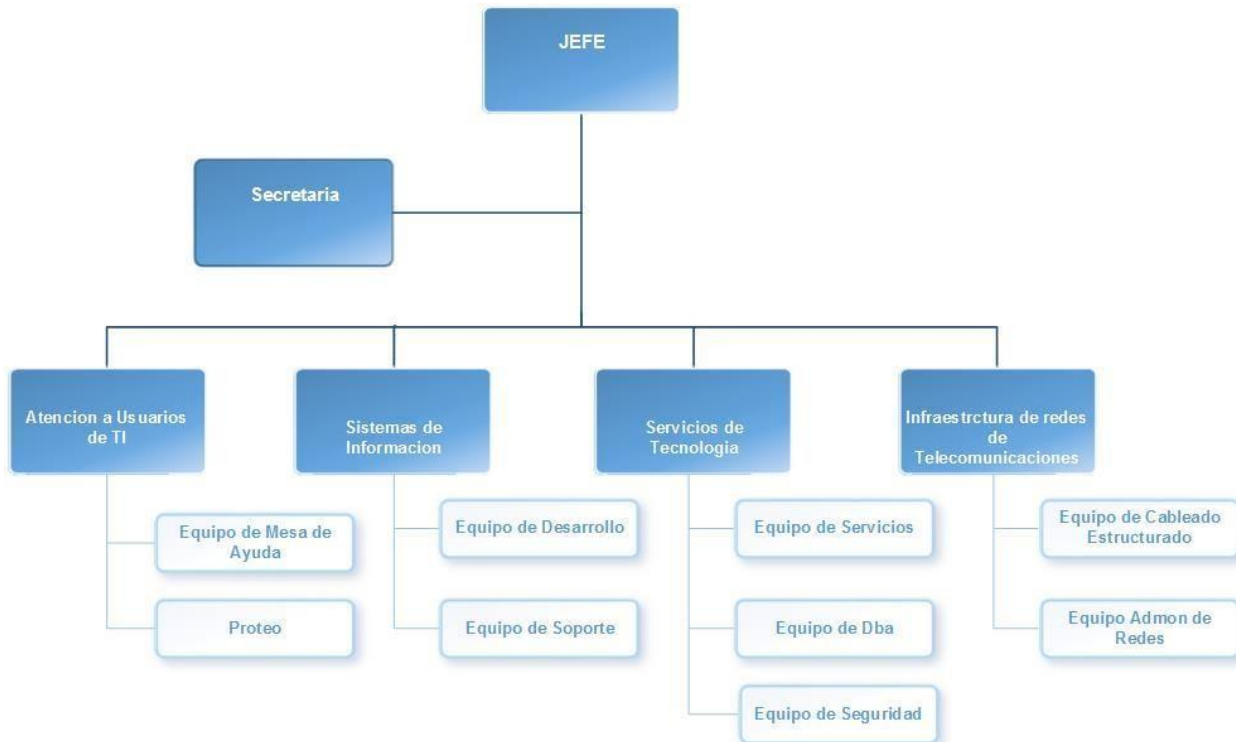 JEFE
Secretaria
Atencion a Usuarios
de TI
Sistemas de
Informacion
Servicios de
Tecnologia
Infraestrctura de redes
de
Telecomunicaciones
Equipo de Mesa de
Ayuda
Proteo
Equipo de Desarrollo
Equipo de Soporte
Equipo de Servicios
Equipo de Dba
Equipo de Seguridad
Equipo de Cableado
Estructurado
Equipo Admon de
Redes